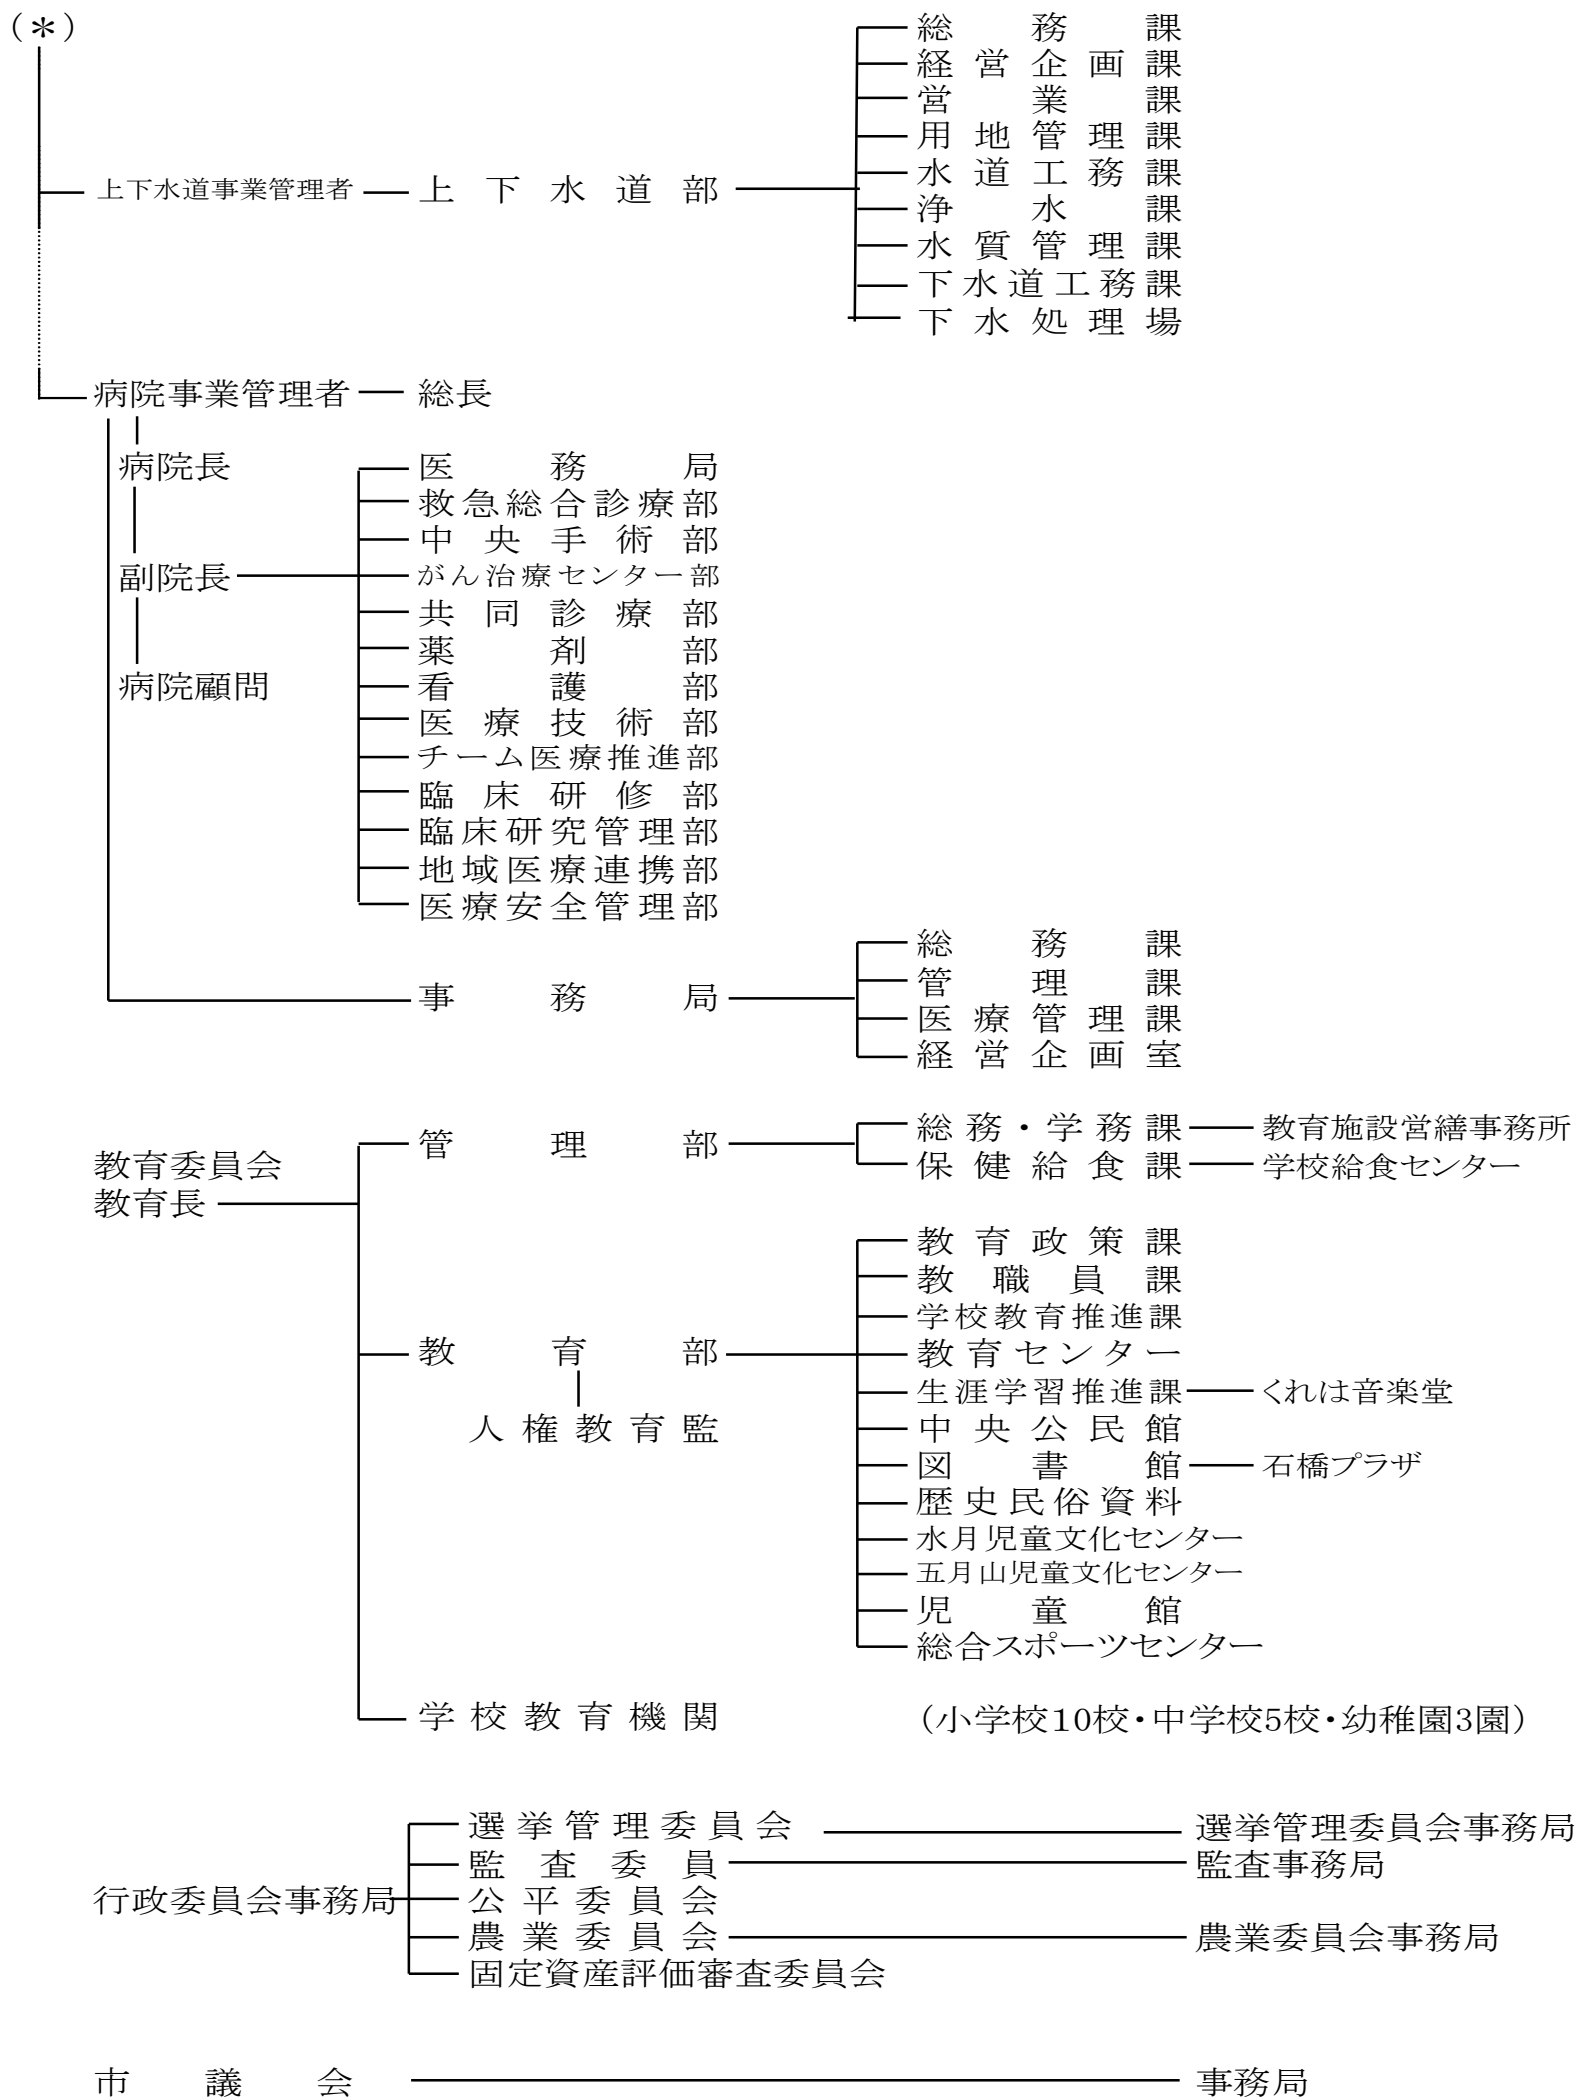 (＊)
総務課
経営企画課
営業課
用地管理課
水道工務課
上下水道事業管理者 上下水道部
浄水課
水質管理課
下水道工務課
下水処理場
病院事業管理者 総長
病院長 医務局
救急総合診療部
中央手術部
副院長 がん治療センター部
共同診療部
薬剤部
病院顧問 看護部
医療技術部
チーム医療推進部
臨床研修部
臨床研究管理部
地域医療連携部
医療安全管理部
総務課
管理課
事務局
医療管理課
経営企画室
総務・学務課 教育施設営繕事務所
管理部
教育委員会 保健給食課 学校給食センター
教育長
教育政策課
教職員課
学校教育推進課
教育部 教育センター
生涯学習推進課 くれは音楽堂
人権教育監 中央公民館
図書館 石橋プラザ
歴史民俗資料
水月児童文化センター
五月山児童文化センター
児童館
総合スポーツセンター
学校教育機関 (小学校10校・中学校5校・幼稚園3園)
選挙管理委員会 選挙管理委員会事務局
監査委員 監査事務局
行政委員会事務局 公平委員会
農業委員会 農業委員会事務局
固定資産評価審査委員会
市議会 事務局